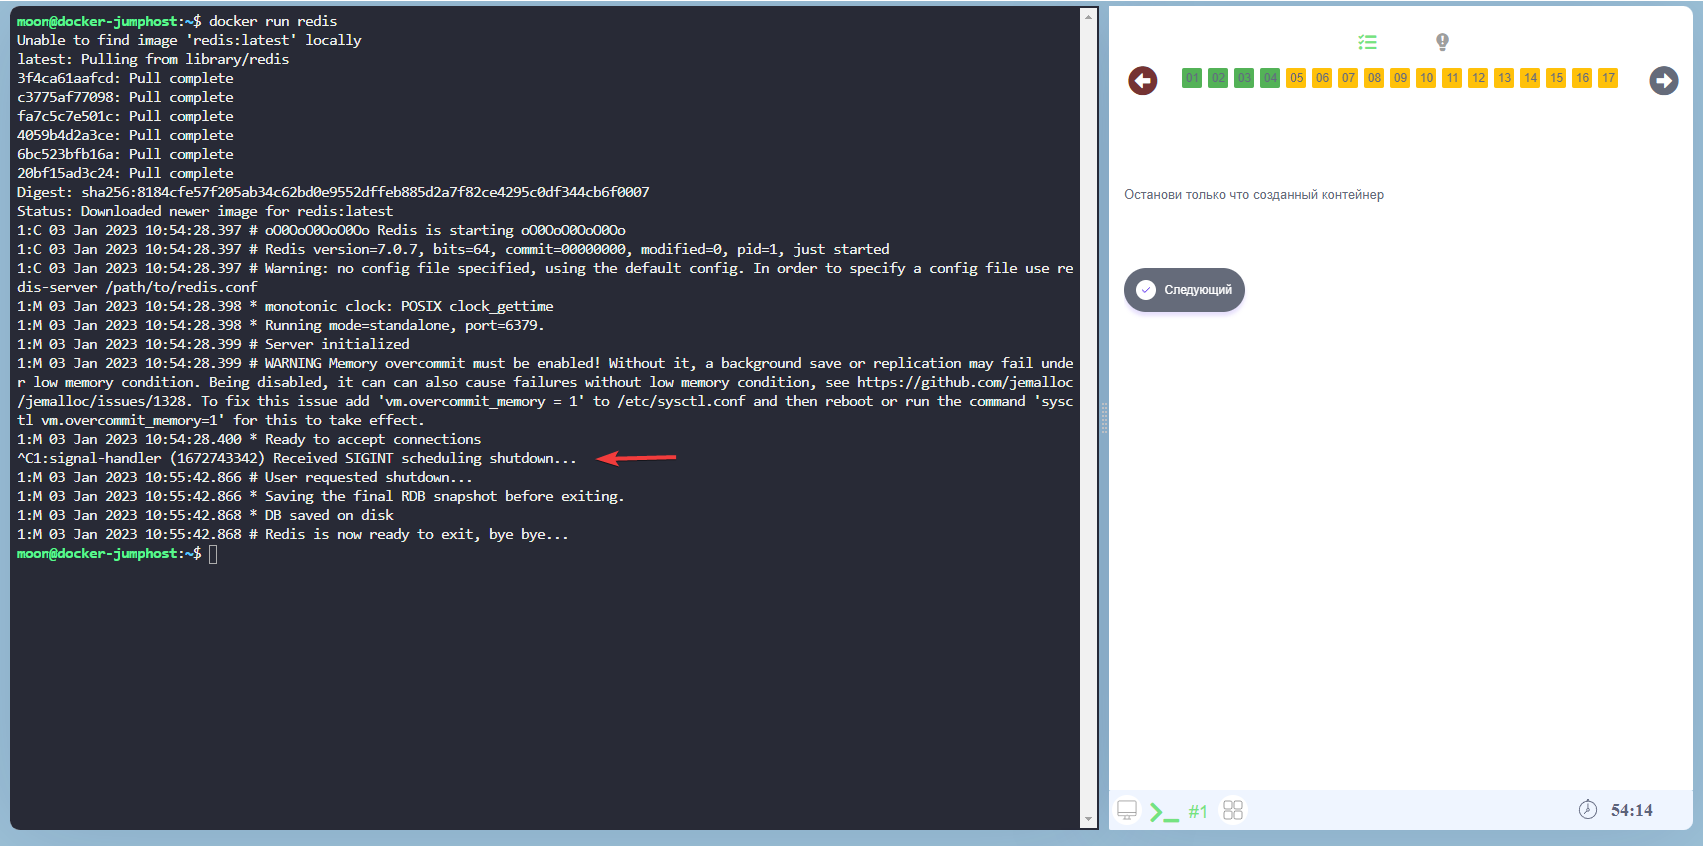 moon@docker-jumphost:~$ docker run redis
Unable to find image 'redis:latest' locally
latest: Pulling from library/redis
3f4ca61aafcd: Pull complete
c3775af77098: Pull complete
fa7c5c7e501c: Pull complete
4059b4d2a3ce: Pull complete
6bc523bfb16a: Pull complete
20bf15ad3c24: Pull complete
Digest: sha256:8184cfe57f205ab34c62bd0e9552dffeb885d2a7f82ce4295c0df344cb6f0007
Status: Downloaded newer image for redis:latest
1:C 03 Jan 2023 10:54:28.397 # oO0OoO0OoO0Oo Redis is starting oO0OoO0OoO0Oo
1:C 03 Jan 2023 10:54:28.397 # Redis version=7.0.7, bits=64, commit=00000000, modified=0, pid=1, just started
1:C 03 Jan 2023 10:54:28.397 # Warning: no config file specified, using the default config. In order to specify a config file use re
dis-server /path/to/redis.conf
1:M 03 Jan 2023 10:54:28.398 * monotonic clock: POSIX clock_gettime
1:M 03 Jan 2023 10:54:28.398 * Running mode=standalone, port=6379.
1:M 03 Jan 2023 10:54:28.399 # Server initialized
1:M 03 Jan 2023 10:54:28.399 # WARNING Memory overcommit must be enabled! Without it, a background save or replication may fail unde
r low memory condition. Being disabled, it can can also cause failures without low memory condition, see https://github.com/jemalloc
/jemalloc/issues/1328. To fix this issue add 'vm.overcommit_memory = 1' to /etc/sysctl.conf and then reboot or run the command 'sysc
tl vm.overcommit_memory=1' for this to take effect.
1:M 03 Jan 2023 10:54:28.400 * Ready to accept connections
^C1:signal-handler (1672743342) Received SIGINT scheduling shutdown...
1:M 03 Jan 2023 10:55:42.866 # User requested shutdown...
1:M 03 Jan 2023 10:55:42.866 * Saving the final RDB snapshot before exiting.
1:M 03 Jan 2023 10:55:42.868 * DB saved on disk
1:M 03 Jan 2023 10:55:42.868 # Redis is now ready to exit, bye bye...
moon@docker-jumphost:~$
01 02 03 04 05 06 07 08 09 10 11 12 13 14 15 16 17
Останови только что созданный контейнер
Следующий
#1
54:14